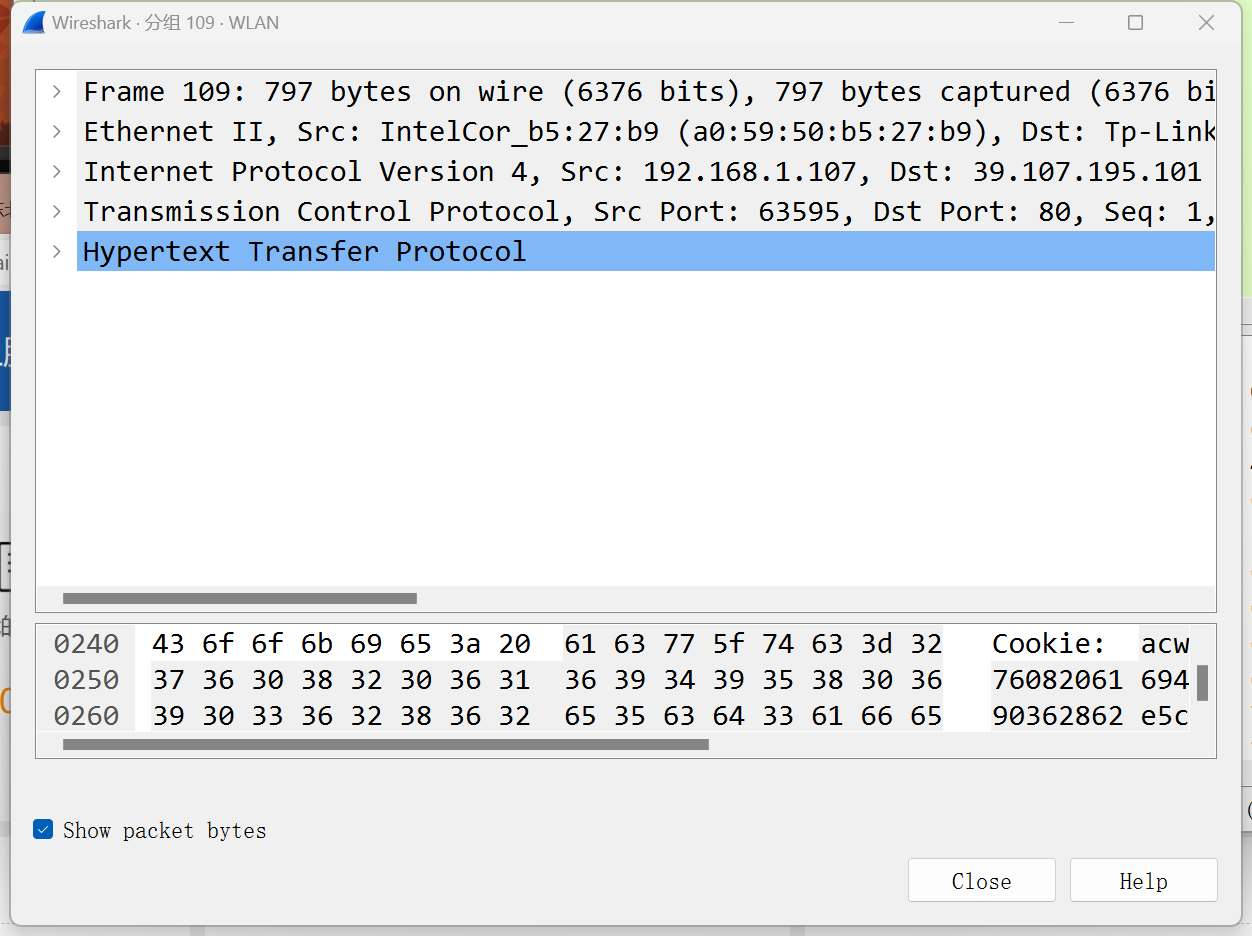 Wireshark · 分组 109 · WLAN
Frame 109: 797 bytes on wire (6376 bits), 797 bytes captured (6376 bi
Ethernet II, Src: IntelCor_b5:27:b9 (a0:59:50:b5:27:b9), Dst: Tp-Link
Internet Protocol Version 4, Src: 192.168.1.107, Dst: 39.107.195.101
Transmission Control Protocol, Src Port: 63595, Dst Port: 80, Seq: 1,
Hypertext Transfer Protocol
0240 43 6f 6f 6b 69 65 3a 20 61 63 77 5f 74 63 3d 32 Cookie: acw
0250 37 36 30 38 32 30 36 31 36 39 34 39 35 38 30 36 76082061 694
0260 39 30 33 36 32 38 36 32 65 35 63 64 33 61 66 65 90362862 e5c
Show packet bytes
Close Help